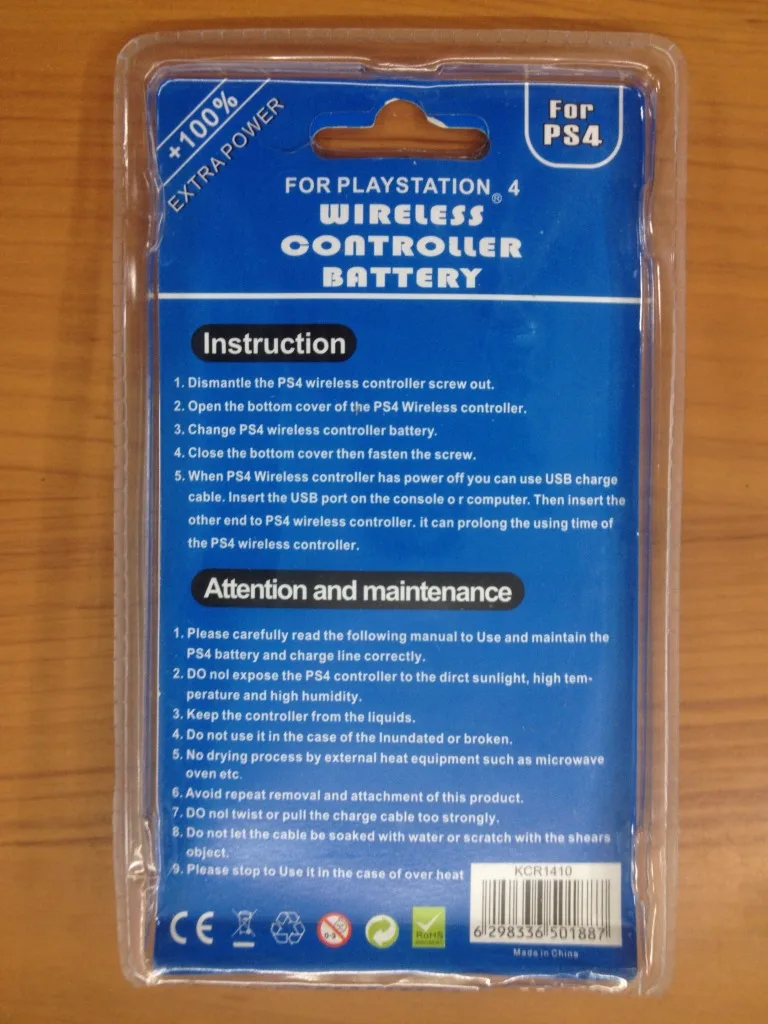 +100%
EXTRA POWER
For
PS4
FOR PLAYSTATION® 4
WIRELESS
CONTROLLER
BATTERY
Instruction
1. Dismantle the PS4 wireless controller screw out.
2. Open the bottom cover of the PS4 Wireless controller.
3. Change PS4 wireless controller battery.
4. Close the bottom cover then fasten the screw.
5. When PS4 Wireless controller has power off you can use USB charge
cable. Insert the USB port on the console o r computer. Then insert the
other end to PS4 wireless controller. it can prolong the using time of
the PS4 wireless controller.
Attention and maintenance
1. Please carefully read the following manual to Use and maintain the
PS4 battery and charge line correctly.
2. DO nol expose the PS4 controller to the dirct sunlight, high tem-
perature and high humidity.
3. Keep the controller from the liquids.
4. Do not use it in the case of the Inundated or broken.
5. No drying process by external heat equipment such as microwave
oven etc.
6. Avoid repeat removal and attachment of this product.
7. DO nol twist or pull the charge cable too strongly.
8. Do not let the cable be soaked with water or scratch with the shears
object.
9. Please stop to Use it in the case of over heat
KCR1410
6 298336 501887
CE
0-3
RoHS
Made in China